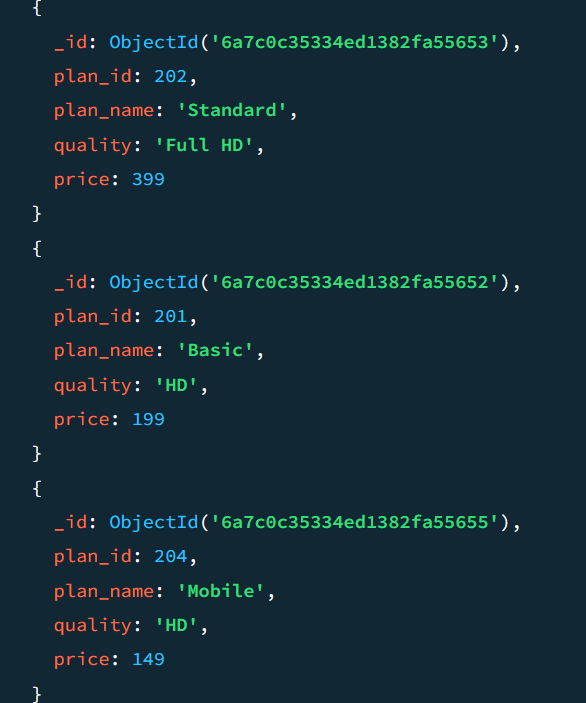 {
_id: ObjectId('6a7c0c35334ed1382fa55653'),
plan_id: 202,
plan_name: 'Standard',
quality: 'Full HD',
price: 399
}
{
_id: ObjectId('6a7c0c35334ed1382fa55652'),
plan_id: 201,
plan_name: 'Basic',
quality: 'HD',
price: 199
}
{
_id: ObjectId('6a7c0c35334ed1382fa55655'),
plan_id: 204,
plan_name: 'Mobile',
quality: 'HD',
price: 149
}